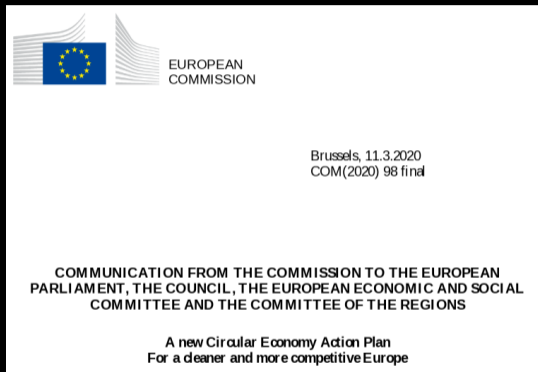 EUROPEAN
COMMISSION
Brussels, 11.3.2020
COM(2020) 98 final
COMMUNICATION FROM THE COMMISSION TO THE EUROPEAN
PARLIAMENT, THE COUNCIL, THE EUROPEAN ECONOMIC AND SOCIAL
COMMITTEE AND THE COMMITTEE OF THE REGIONS
A new Circular Economy Action Plan
For a cleaner and more competitive Europe